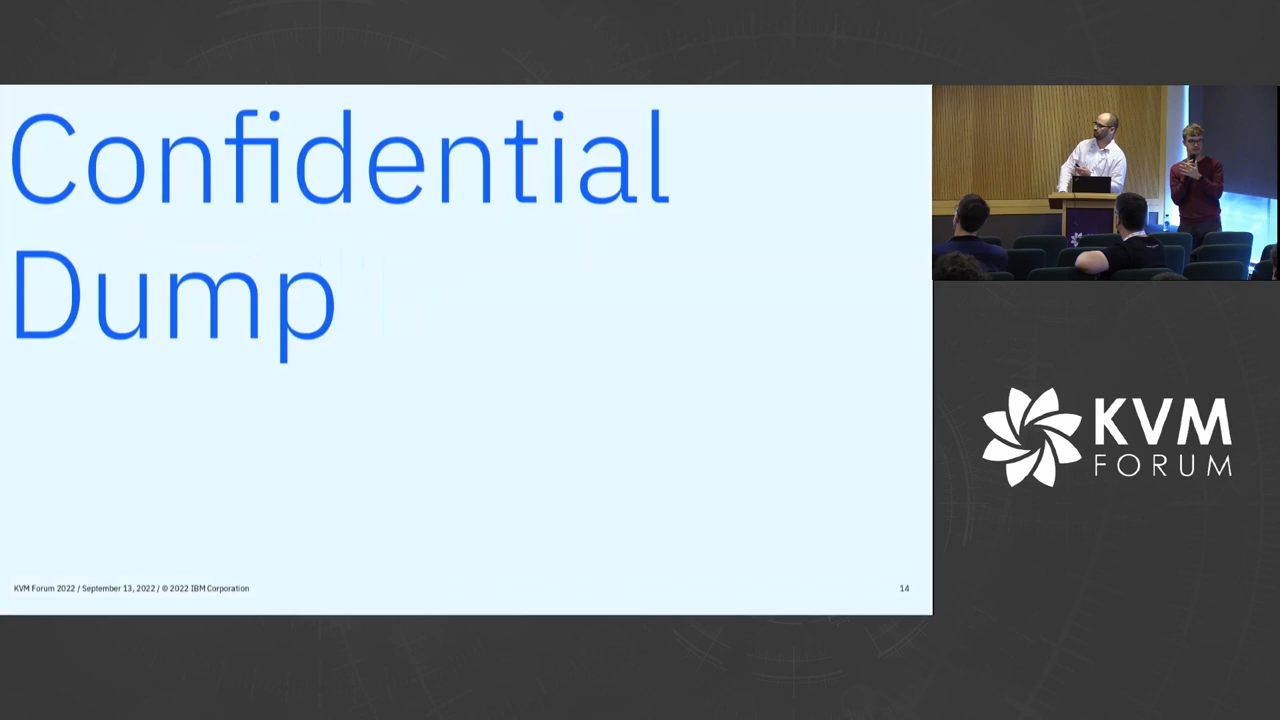 Confidential
Dump
KVM Forum 2022 / September 13, 2022 / © 2022 IBM Corporation
14
KVM
FORUM